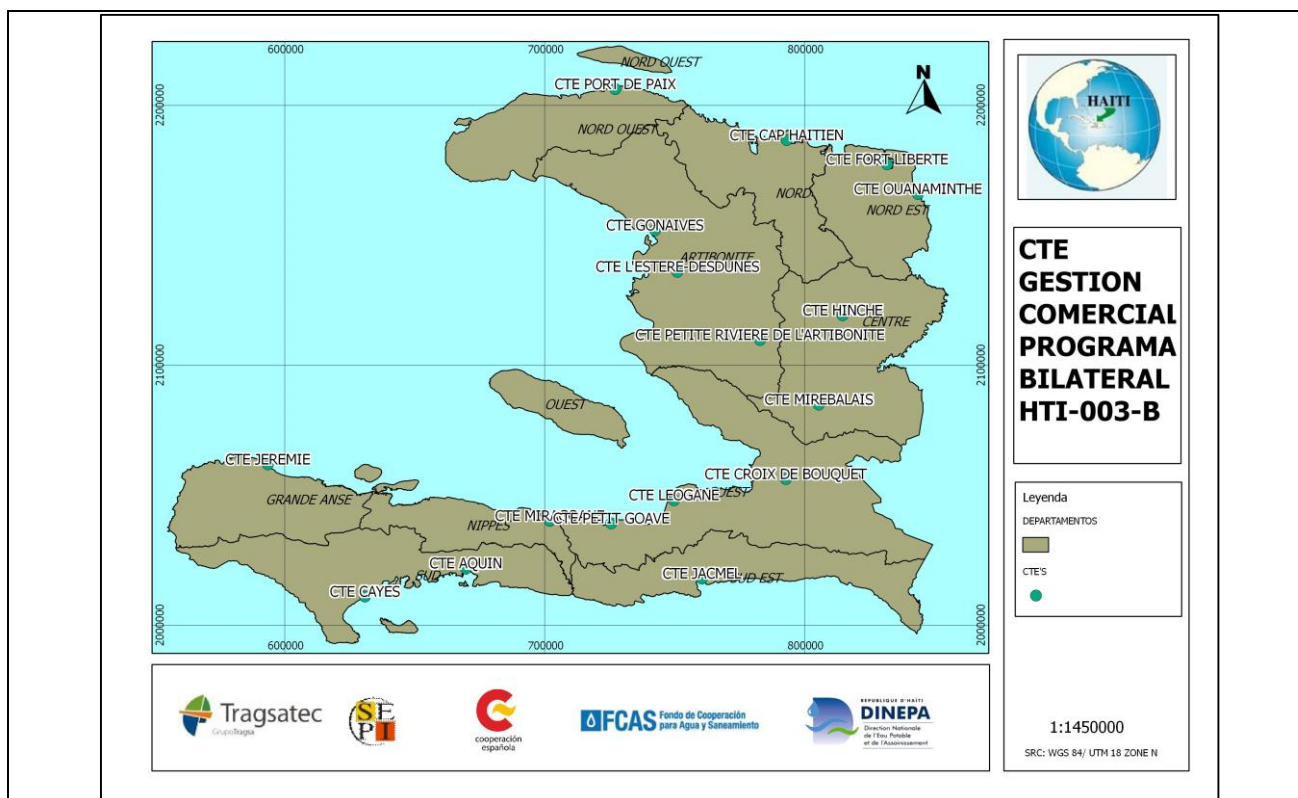 600000
700000
800000
NORD OUEST
N
CTE PORT DE PAIX
2200000
2200000
NORD OUEST
CTE CAP'HAITIEN
CTE FORT-LIBERTE
CTE OUANAMINTHE
NORD
NORD EST
CTE GONAIVES
ARTIBONITE
CTE L'ESTERE-DESDUNES
CTE HINCHE
CENTRE
CTE PETITE RIVIERE DE L'ARTIBONITE
2100000
2100000
OUEST
CTE MIREBALAIS
CTE JEREMIE
CTE CROIX DE BOUQUET
GRANDE ANSE
CTE LEOGANE
CTE PETIT-GOAVE
NIPPES
CTE AQUIN
SUD
CTE JACMEL
SUD EST
CTE CAYES
2000000
2000000
600000
700000
800000
HAITI
CTE
GESTION
COMERCIAL
PROGRAMA
BILATERAL
HTI-003-B
Leyenda
DEPARTAMENTOS
CTE'S
1:1450000
SRC: WGS 84/ UTM 18 ZONE N
Tragsatec
GrupoTragsa
SE
PI
cooperación
española
FCAS Fondo de Cooperación
para Agua y Saneamiento
REPUBLIQUE D'HAÏTI
DINEPA
Direction Nationale
de l'Eau Potable
et de l'Assainissement